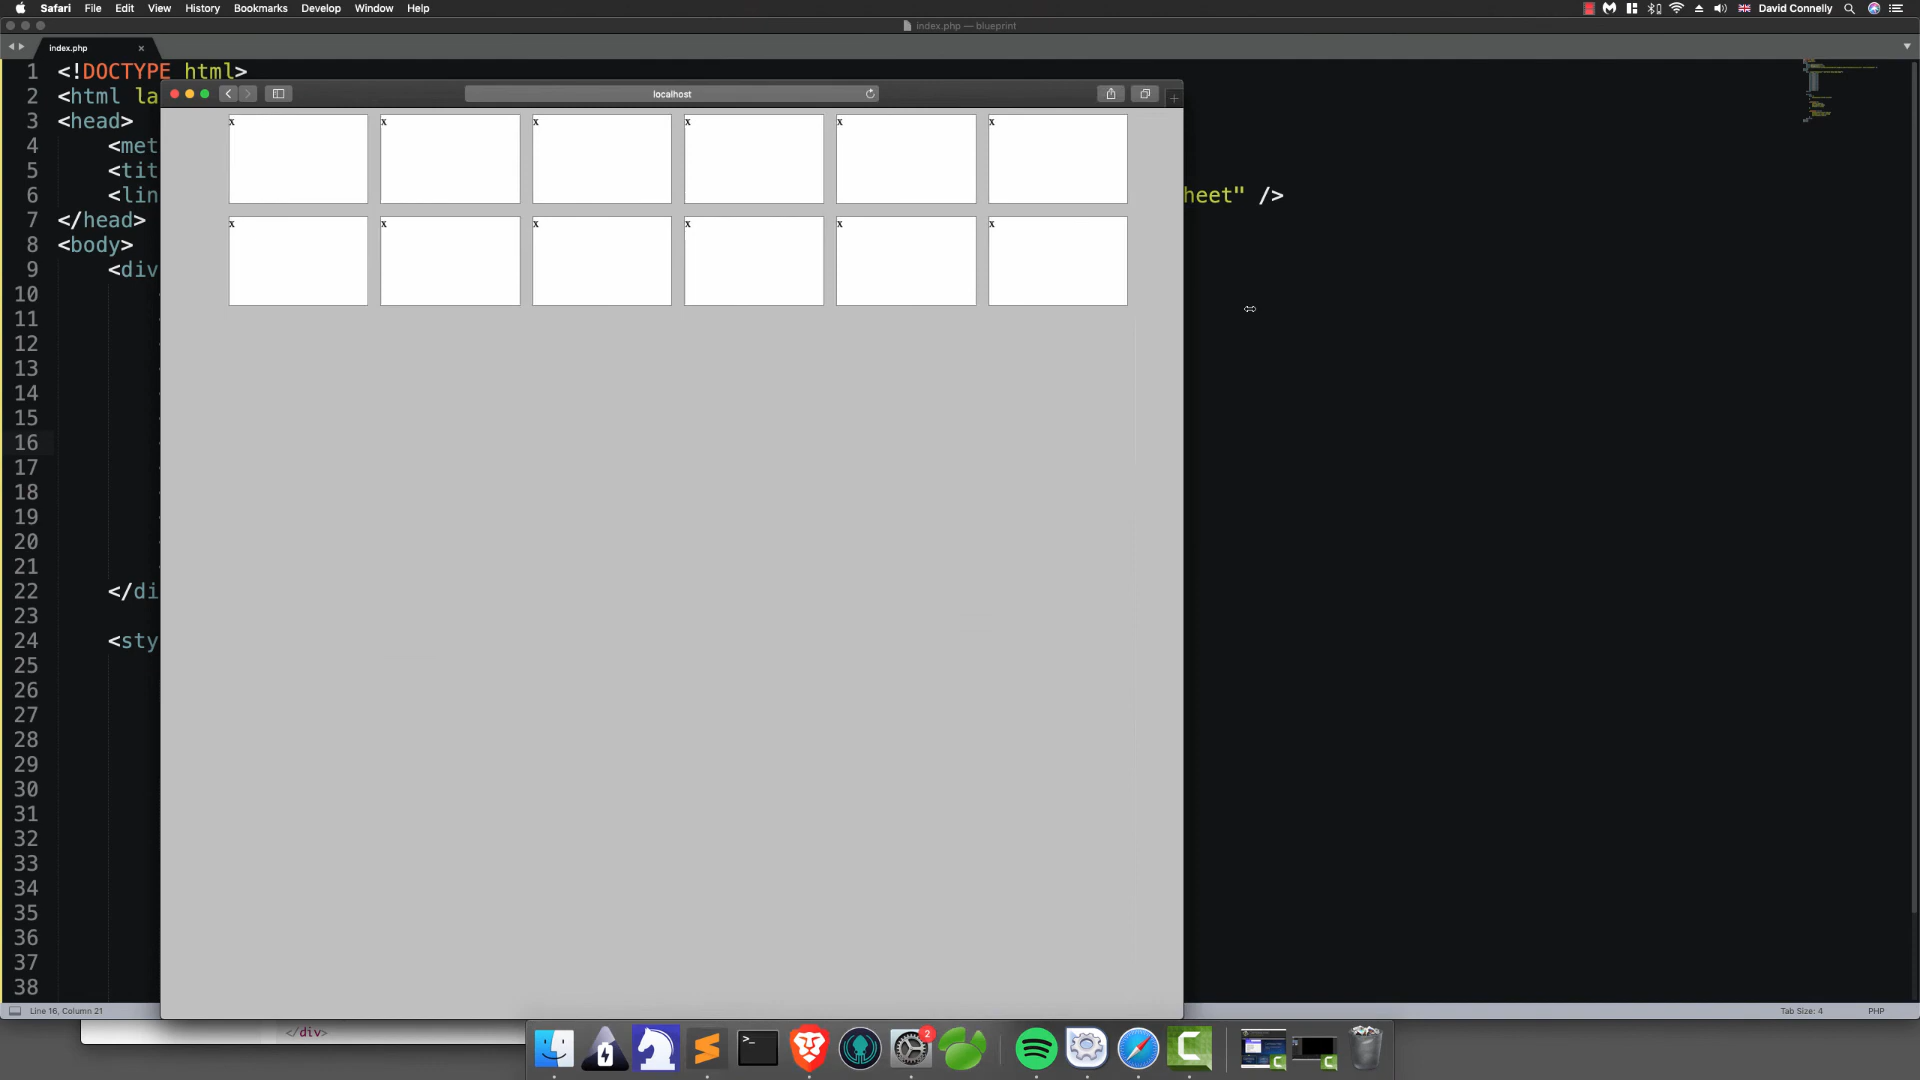 Safari File Edit View History Bookmarks Develop Window Help David Connelly
index.php — blueprint
index.php
1 <!DOCTYPE html>
localhost
2 <html la
3 <head>
x x x x x x
4 <met
5 <tit
6 <lin heet" />
7 </head>
x x x x x x
8 <body>
9 <div
10
11
12
13
14
15
16
17
18
19
20
21
22 </di
23
24 <sty
25
26
27
28
29
30
31
32
33
34
35
36
37
38
Line 16, Column 21 Tab Size: 4 PHP
</div>
2
>_